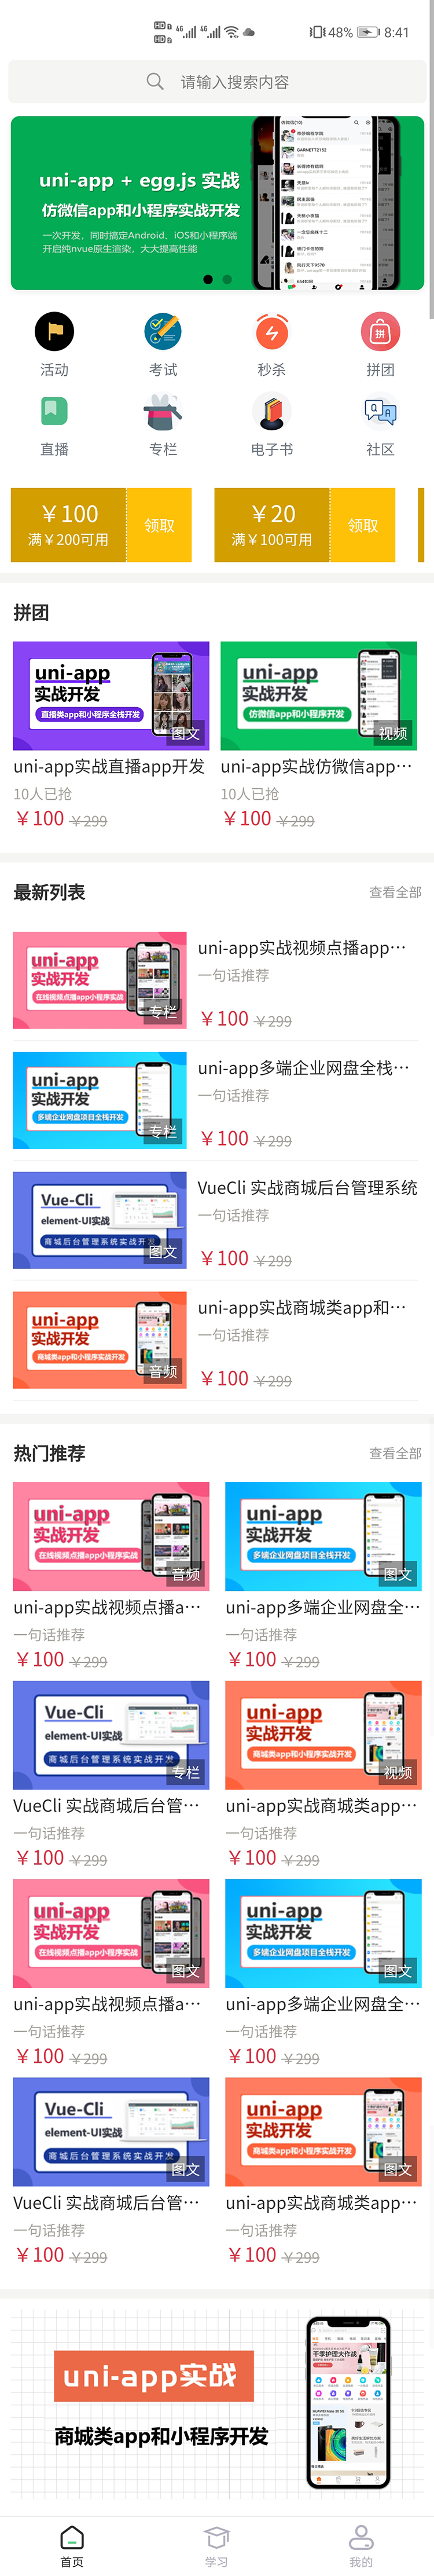 48% 8:41
请输入搜索内容
uni-app + egg.js 实战
仿微信app和小程序实战开发
一次开发，同时搞定Android、iOS和小程序端
开启纯nvue原生渲染，大大提高性能
活动 考试 秒杀 拼团
直播 专栏 电子书 社区
￥100 领取 ￥20 领取
满￥200可用 满￥100可用
拼团
uni-app uni-app
实战开发 实战开发
直播类app和小程序全栈开发 仿微信app和小程序开发
图文 视频
uni-app实战直播app开发 uni-app实战仿微信app…
10人已抢 10人已抢
￥100 ￥299 ￥100 ￥299
最新列表 查看全部
uni-app
实战开发
在线视频点播app小程序实战
专栏
uni-app实战视频点播app…
一句话推荐
￥100 ￥299
uni-app
实战开发
多端企业网盘项目全栈开发
专栏
uni-app多端企业网盘全栈…
一句话推荐
￥100 ￥299
Vue-Cli
element-UI实战
商城后台管理系统实战开发
图文
VueCli 实战商城后台管理系统
一句话推荐
￥100 ￥299
uni-app
实战开发
商城类app和小程序实战开发
音频
uni-app实战商城类app和…
一句话推荐
￥100 ￥299
热门推荐 查看全部
uni-app uni-app
实战开发 实战开发
在线视频点播app小程序实战 多端企业网盘项目全栈开发
音频 图文
uni-app实战视频点播a… uni-app多端企业网盘全…
一句话推荐 一句话推荐
￥100 ￥299 ￥100 ￥299
Vue-Cli uni-app
element-UI实战 实战开发
商城后台管理系统实战开发 商城类app和小程序实战开发
专栏 视频
VueCli 实战商城后台管… uni-app实战商城类app…
一句话推荐 一句话推荐
￥100 ￥299 ￥100 ￥299
uni-app uni-app
实战开发 实战开发
在线视频点播app小程序实战 多端企业网盘项目全栈开发
图文 图文
uni-app实战视频点播a… uni-app多端企业网盘全…
一句话推荐 一句话推荐
￥100 ￥299 ￥100 ￥299
Vue-Cli uni-app
element-UI实战 实战开发
商城后台管理系统实战开发 商城类app和小程序实战开发
图文 图文
VueCli 实战商城后台管… uni-app实战商城类app…
一句话推荐 一句话推荐
￥100 ￥299 ￥100 ￥299
uni-app实战
商城类app和小程序开发
首页 学习 我的